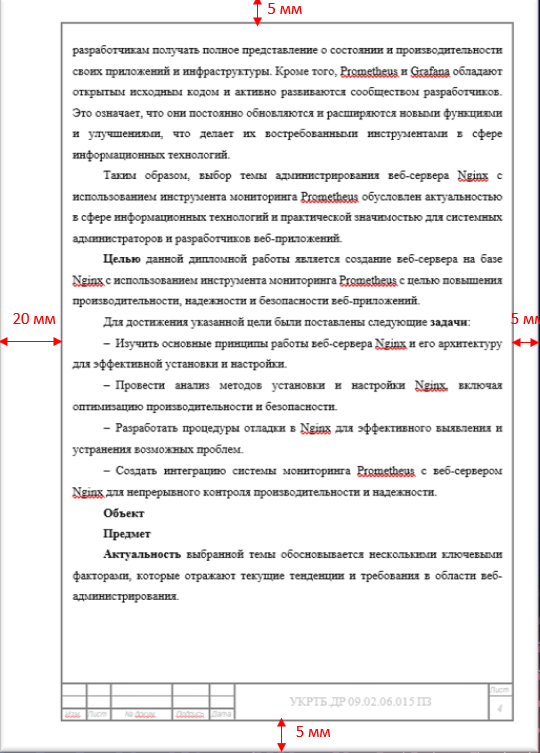 5 мм
разработчикам получать полное представление о состоянии и производительности
своих приложений и инфраструктуры. Кроме того, Prometheus и Grafana обладают
открытым исходным кодом и активно развиваются сообществом разработчиков.
Это означает, что они постоянно обновляются и расширяются новыми функциями
и улучшениями, что делает их востребованными инструментами в сфере
информационных технологий.
Таким образом, выбор темы администрирования веб-сервера Nginx с
использованием инструмента мониторинга Prometheus обусловлен актуальностью
в сфере информационных технологий и практической значимостью для системных
администраторов и разработчиков веб-приложений.
Целью данной дипломной работы является создание веб-сервера на базе
Nginx с использованием инструмента мониторинга Prometheus с целью повышения
производительности, надежности и безопасности веб-приложений.
20 мм
5 мм
Для достижения указанной цели были поставлены следующие задачи:
– Изучить основные принципы работы веб-сервера Nginx и его архитектуру
для эффективной установки и настройки.
– Провести анализ методов установки и настройки Nginx, включая
оптимизацию производительности и безопасности.
– Разработать процедуры отладки в Nginx для эффективного выявления и
устранения возможных проблем.
– Создать интеграцию системы мониторинга Prometheus с веб-сервером
Nginx для непрерывного контроля производительности и надежности.
Объект
Предмет
Актуальность выбранной темы обосновывается несколькими ключевыми
факторами, которые отражают текущие тенденции и требования в области веб-
администрирования.
УКРТБ.ДР 09.02.06.015 ПЗ
Лист
4
Изм. Лист № докум. Подпись Дата
5 мм